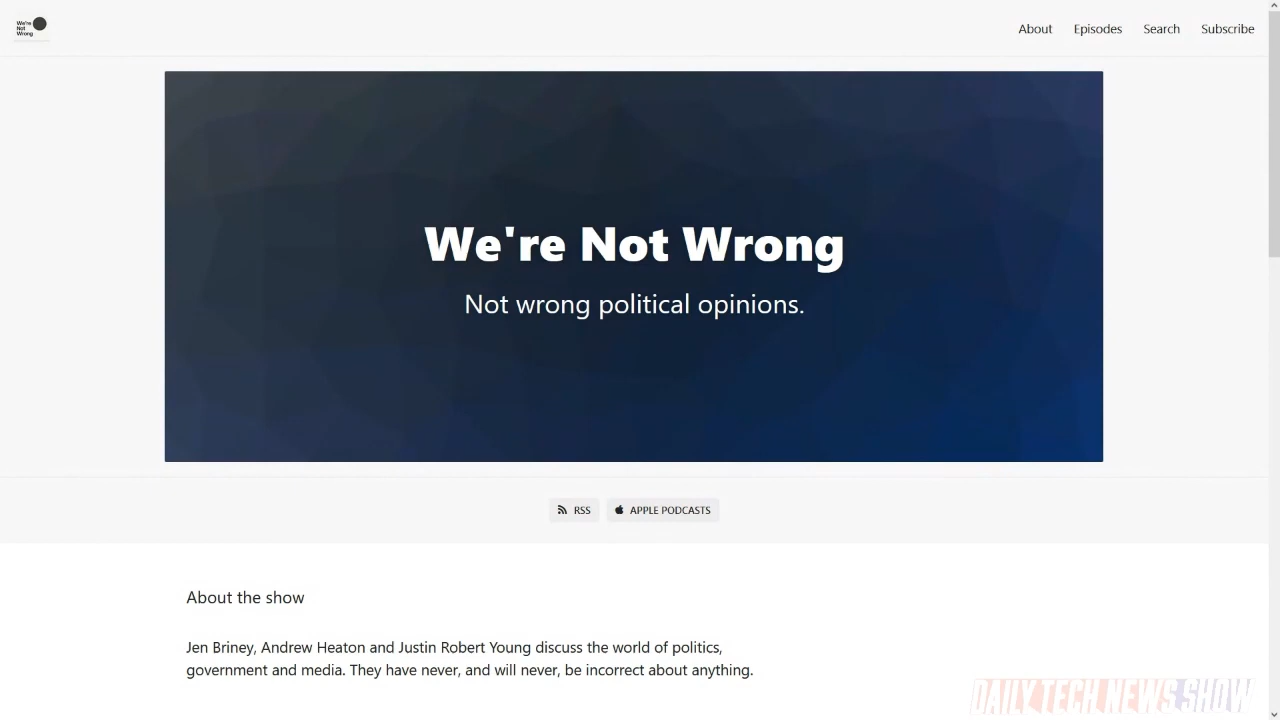 We're
Not
Wrong
About Episodes Search Subscribe
We're Not Wrong
Not wrong political opinions.
RSS APPLE PODCASTS
About the show
Jen Briney, Andrew Heaton and Justin Robert Young discuss the world of politics,
government and media. They have never, and will never, be incorrect about anything.
DAILY TECH NEWS SHOW